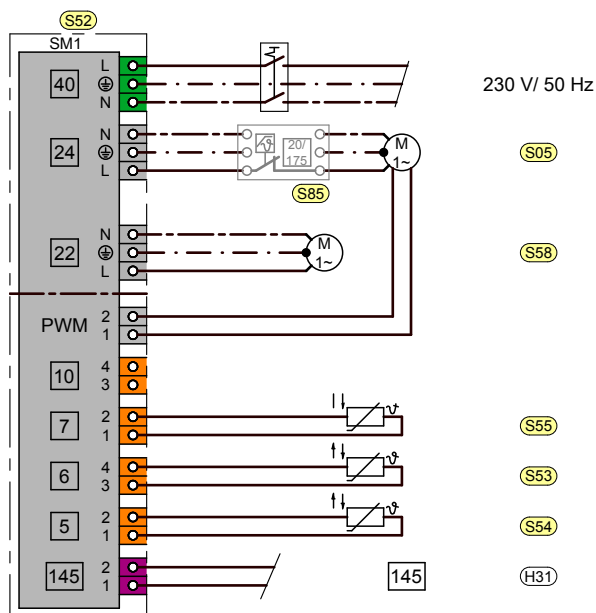 S52
SM1
40 L 230 V/ 50 Hz
N
24 N 20/ 175 M 1~ S05
L
S85
22 N M 1~ S58
L
PWM 2
1
10 4
3
7 2 ϑ S55
1
6 4 ϑ S53
3
5 2 ϑ S54
1
145 2 145 H31
1